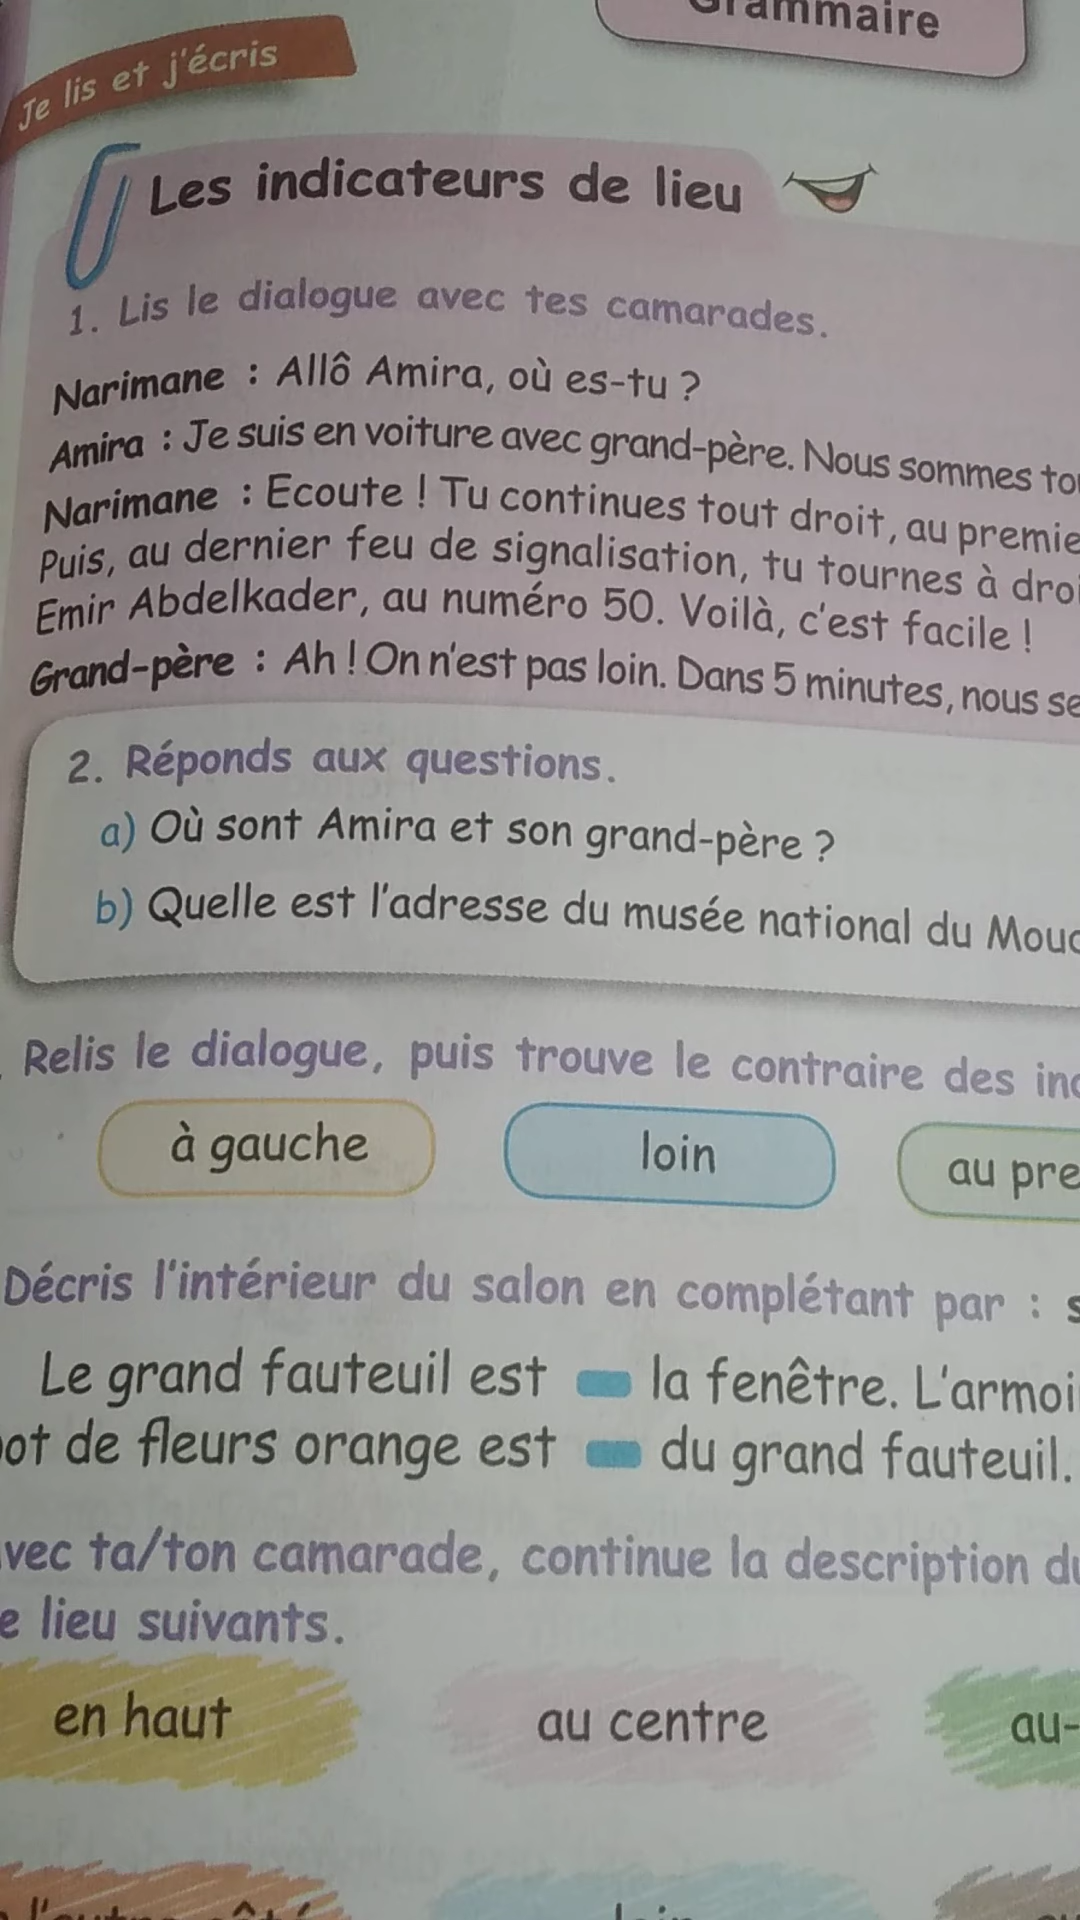 Grammaire
Je lis et j'écris
Les indicateurs de lieu
1. Lis le dialogue avec tes camarades.
Narimane : Allô Amira, où es-tu ?
Amira : Je suis en voiture avec grand-père. Nous sommes
Narimane : Ecoute ! Tu continues tout droit, au
Puis, au dernier feu de signalisation, tu tournes à
Emir Abdelkader, au numéro 50. Voilà, c'est facile !
Grand-père : Ah ! On n'est pas loin. Dans 5 minutes, nous
2. Réponds aux questions.
a) Où sont Amira et son grand-père ?
b) Quelle est l'adresse du musée national du
Relis le dialogue, puis trouve le contraire des
à gauche
loin
au
Décris l'intérieur du salon en complétant par :
Le grand fauteuil est la fenêtre.
de fleurs orange est du grand fauteuil.
ta/ton camarade, continue la description
lieu suivants.
en haut
au centre
au-